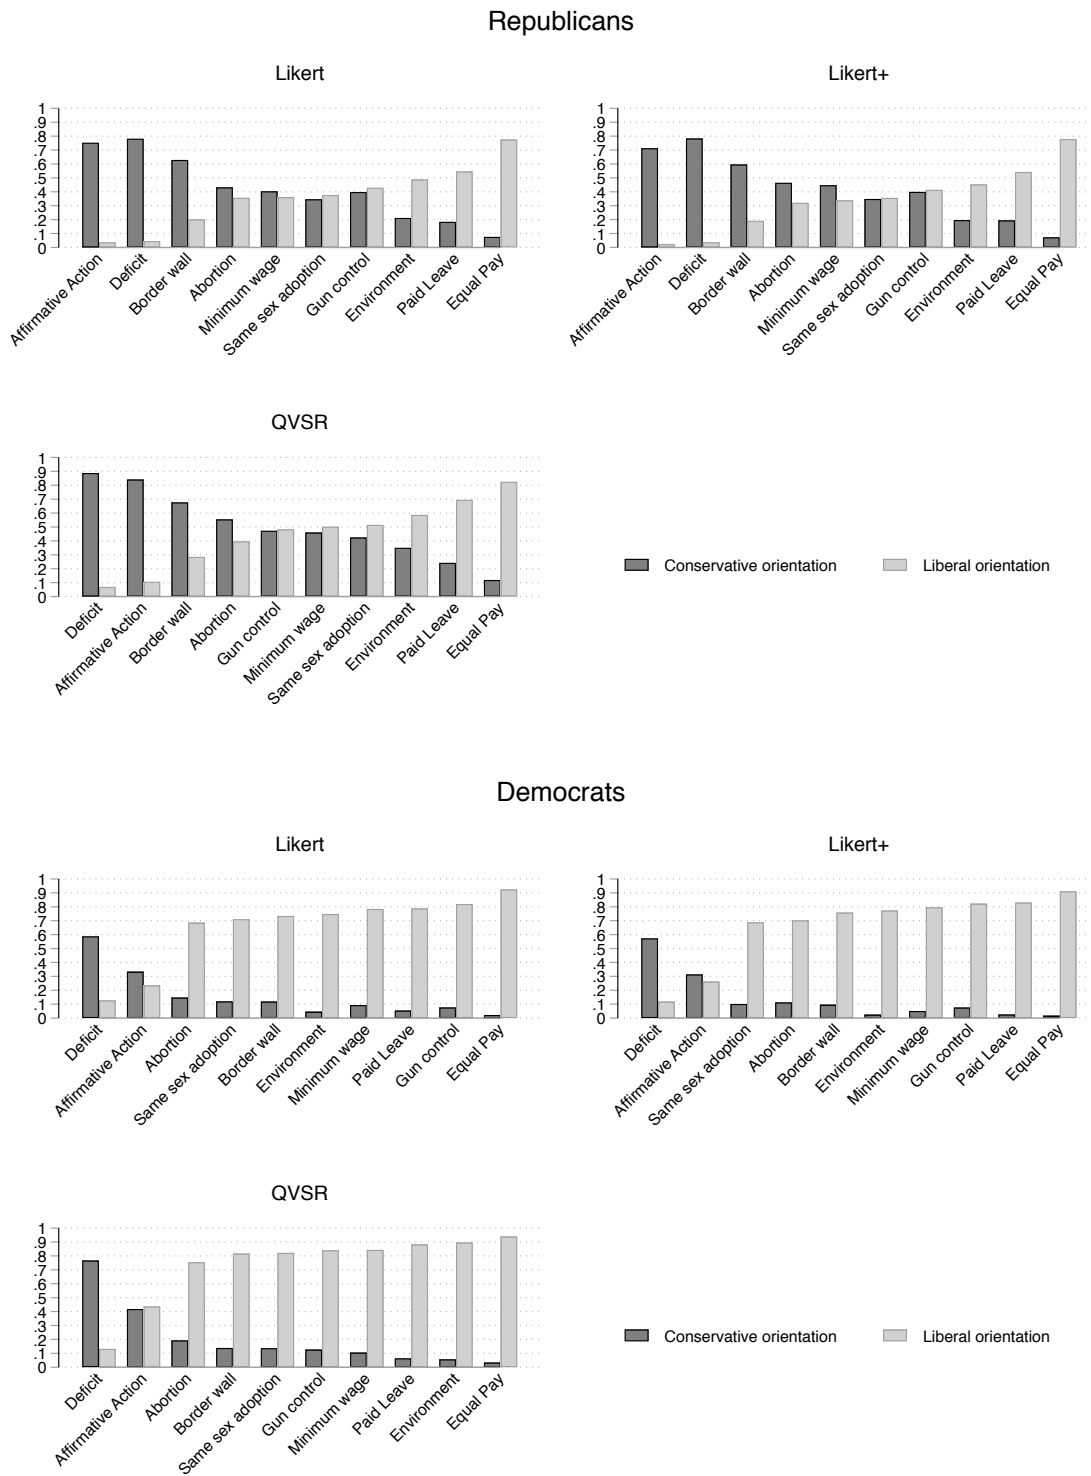 Republicans
Likert
1
.9
.8
.7
.6
.5
.4
.3
.2
.1
0
Affirmative Action
Deficit
Border wall
Abortion
Minimum wage
Same sex adoption
Gun control
Environment
Paid Leave
Equal Pay
Likert+
1
.9
.8
.7
.6
.5
.4
.3
.2
.1
0
Affirmative Action
Deficit
Border wall
Abortion
Minimum wage
Same sex adoption
Gun control
Environment
Paid Leave
Equal Pay
QVSR
1
.9
.8
.7
.6
.5
.4
.3
.2
.1
0
Deficit
Affirmative Action
Border wall
Abortion
Gun control
Minimum wage
Same sex adoption
Environment
Paid Leave
Equal Pay
Conservative orientation
Liberal orientation
Democrats
Likert
1
.9
.8
.7
.6
.5
.4
.3
.2
.1
0
Deficit
Affirmative Action
Abortion
Same sex adoption
Border wall
Environment
Minimum wage
Paid Leave
Gun control
Equal Pay
Likert+
1
.9
.8
.7
.6
.5
.4
.3
.2
.1
0
Deficit
Affirmative Action
Same sex adoption
Abortion
Border wall
Environment
Minimum wage
Gun control
Paid Leave
Equal Pay
QVSR
1
.9
.8
.7
.6
.5
.4
.3
.2
.1
0
Deficit
Affirmative Action
Abortion
Border wall
Same sex adoption
Gun control
Minimum wage
Paid Leave
Environment
Equal Pay
Conservative orientation
Liberal orientation